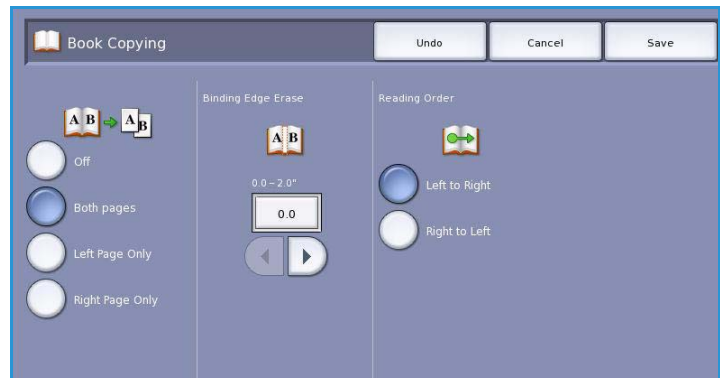 Book Copying
Undo
Cancel
Save
A B
A B
Off
Both pages
Left Page Only
Right Page Only
Binding Edge Erase
A B
0.0 – 2.0"
0.0
Reading Order
Left to Right
Right to Left